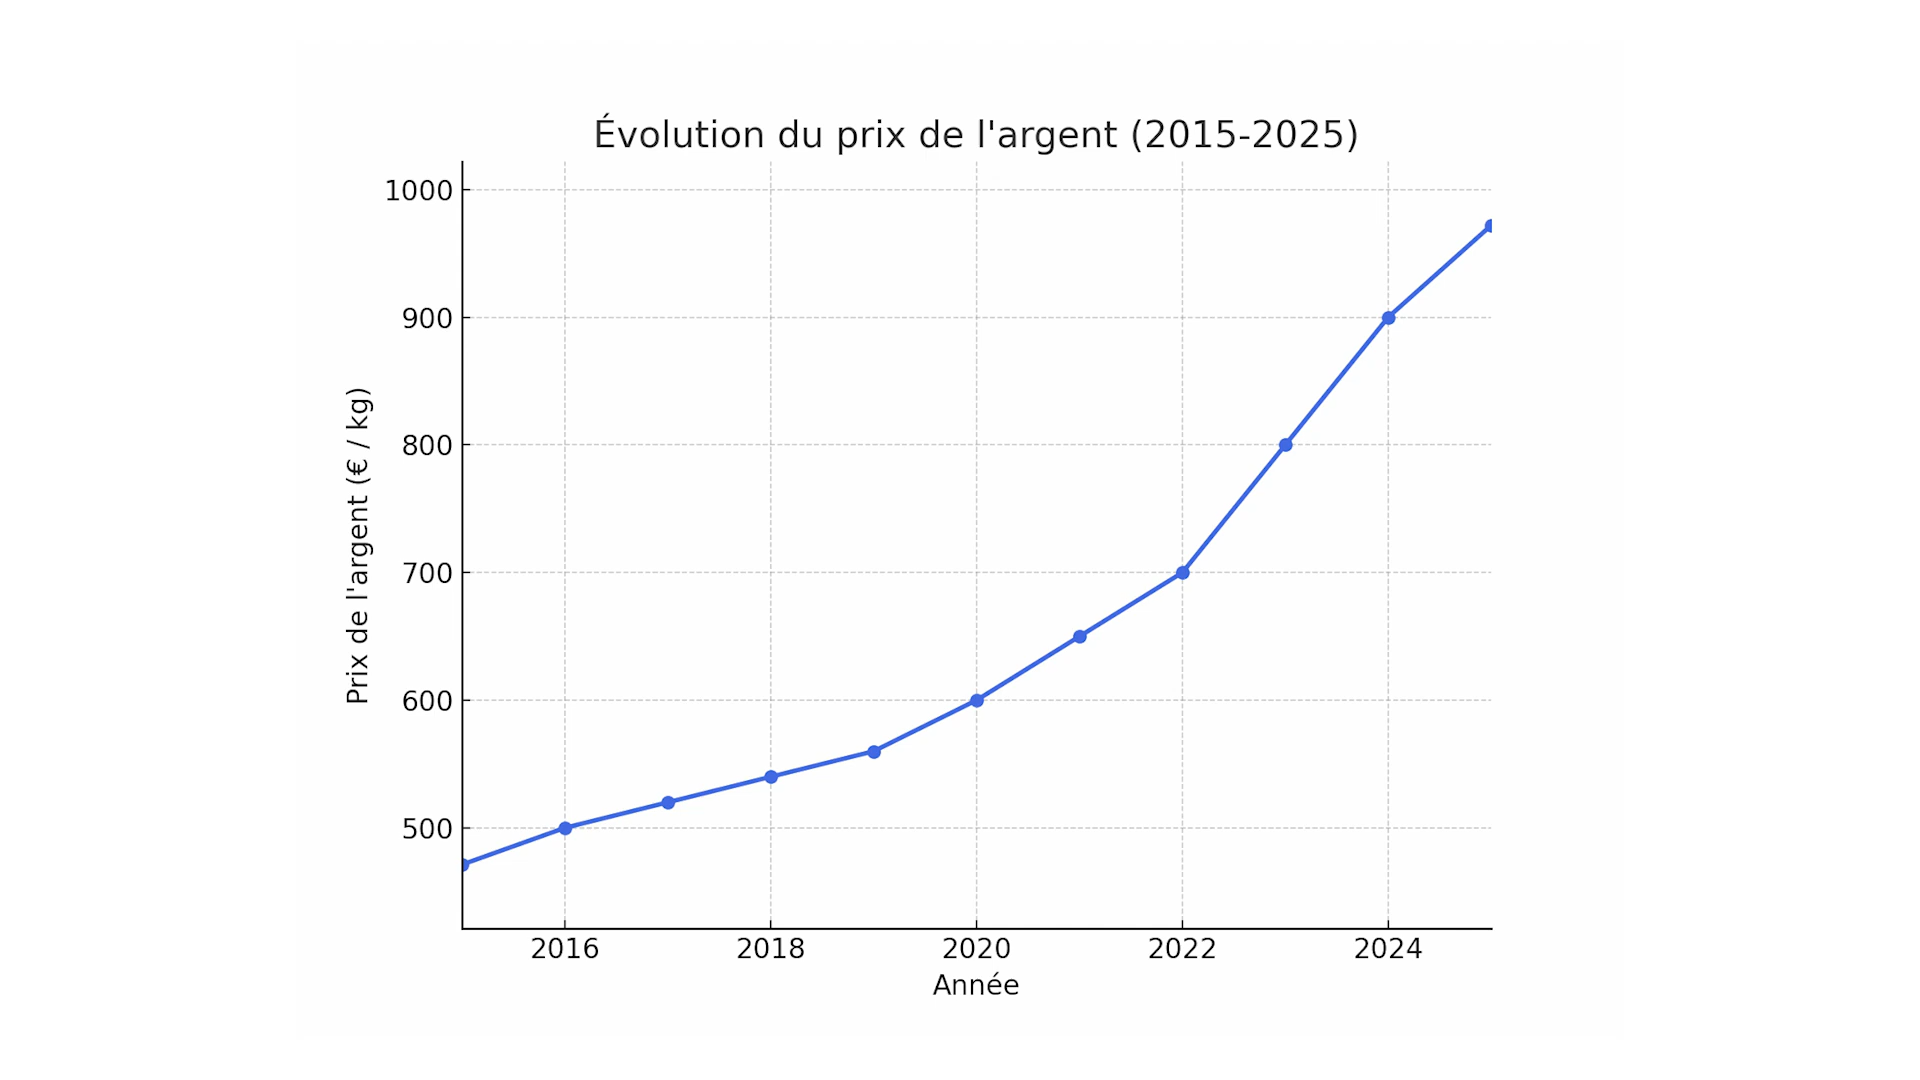 Évolution du prix de l'argent (2015-2025)
1000
900
800
700
600
500
Prix de l'argent (€ / kg)
2016 2018 2020 2022 2024
Année